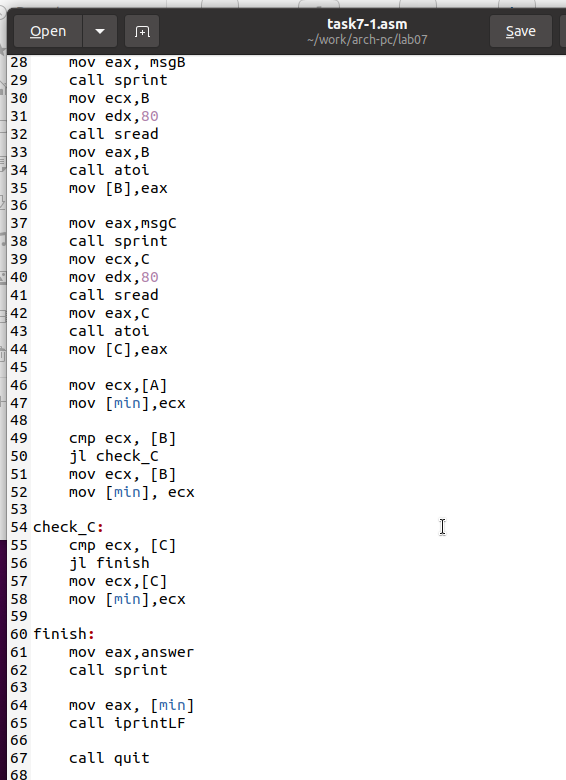 Open
task7-1.asm
~/work/arch-pc/lab07
Save
28 mov eax, msgB
29 call sprint
30 mov ecx,B
31 mov edx,80
32 call sread
33 mov eax,B
34 call atoi
35 mov [B],eax
36
37 mov eax,msgC
38 call sprint
39 mov ecx,C
40 mov edx,80
41 call sread
42 mov eax,C
43 call atoi
44 mov [C],eax
45
46 mov ecx,[A]
47 mov [min],ecx
48
49 cmp ecx, [B]
50 jl check_C
51 mov ecx, [B]
52 mov [min], ecx
53
54 check_C:
55 cmp ecx, [C]
56 jl finish
57 mov ecx,[C]
58 mov [min],ecx
59
60 finish:
61 mov eax,answer
62 call sprint
63
64 mov eax, [min]
65 call iprintLF
66
67 call quit
68